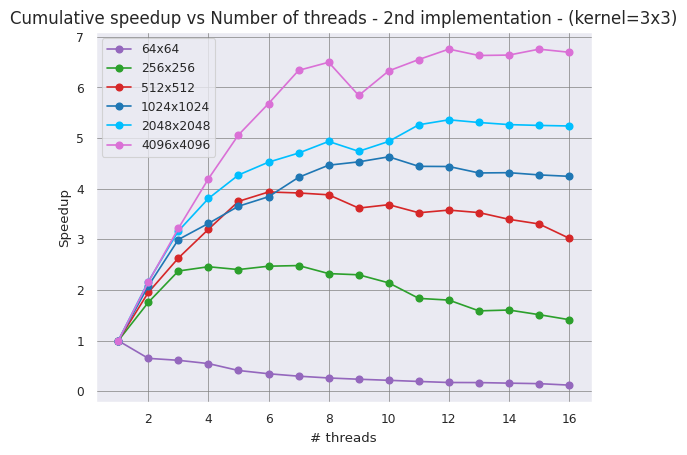 Cumulative speedup vs Number of threads - 2nd implementation - (kernel=3x3)
7
6
5
4
3
2
1
0
Speedup
64x64
256x256
512x512
1024x1024
2048x2048
4096x4096
2 4 6 8 10 12 14 16
# threads